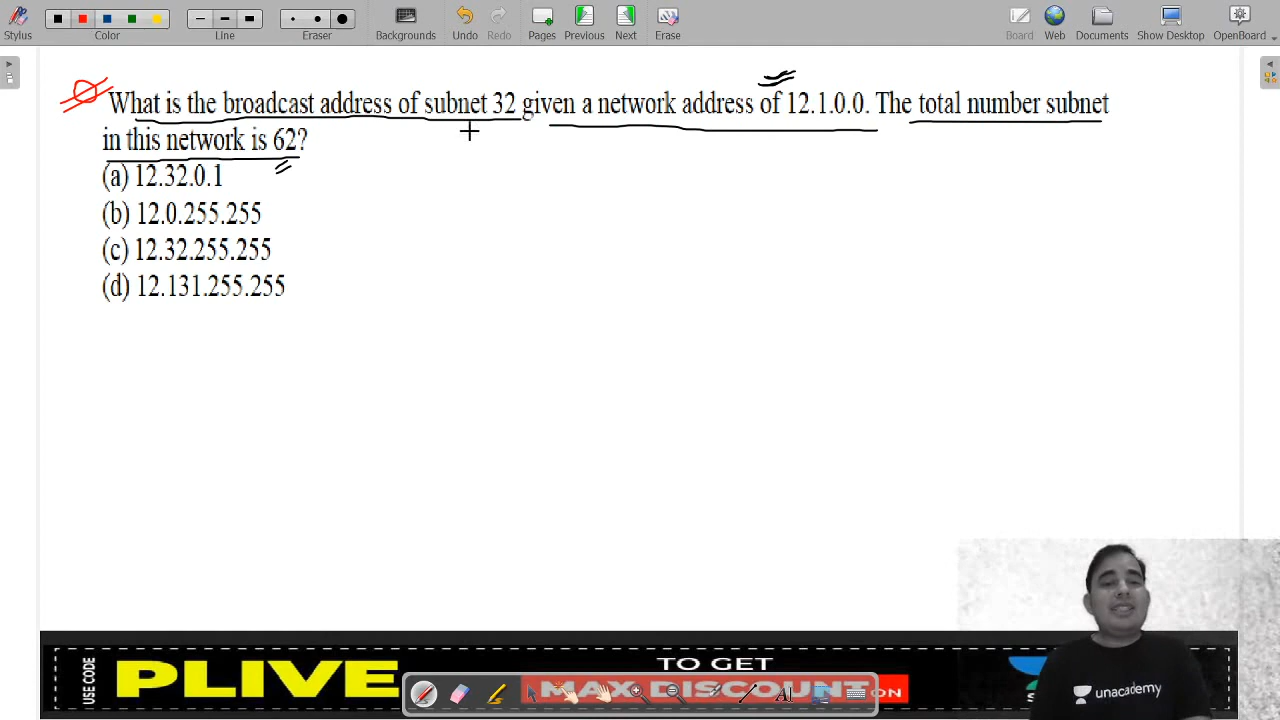 Stylus Color Line Eraser Backgrounds Undo Redo Pages Previous Next Erase Board Web Documents Show Desktop OpenBoard
What is the broadcast address of subnet 32 given a network address of 12.1.0.0. The total number subnet
in this network is 62?
(a) 12.32.0.1
(b) 12.0.255.255
(c) 12.32.255.255
(d) 12.131.255.255
USE CODE
PLIVE
TO GET
MAX DISCOUNT ON
unacademy